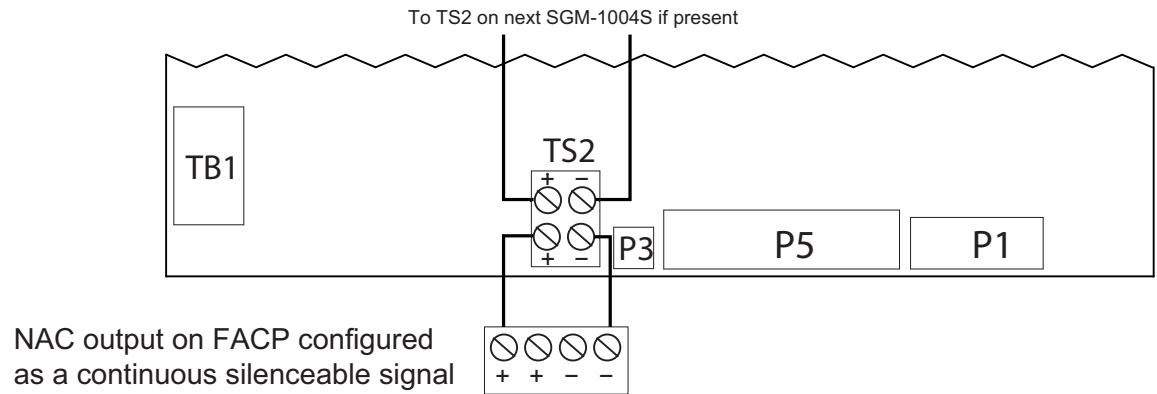 To TS2 on next SGM-1004S if present
TB1
TS2
+ −
+ −
P3
P5
P1
NAC output on FACP configured
as a continuous silenceable signal
+ + − −